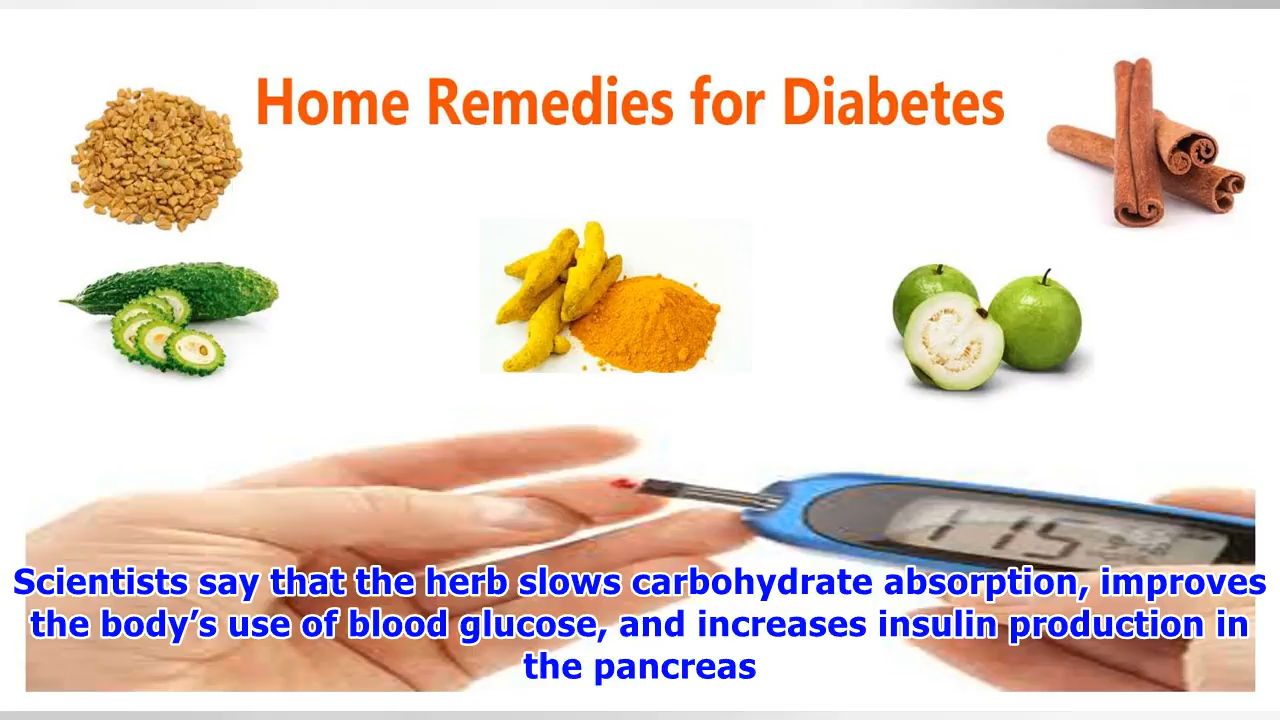 Home Remedies for Diabetes
115
Scientists say that the herb slows carbohydrate absorption, improves
the body’s use of blood glucose, and increases insulin production in
the pancreas